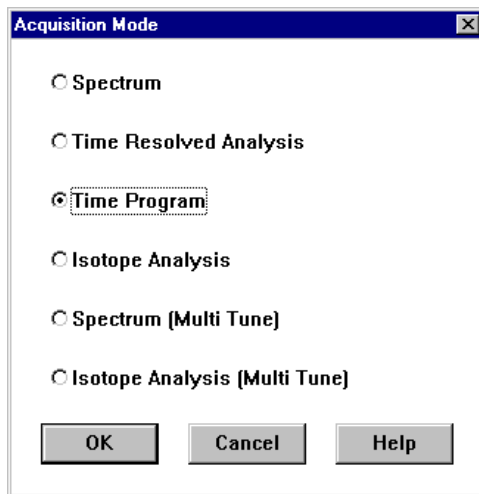 Acquisition Mode
Spectrum
Time Resolved Analysis
Time Program
Isotope Analysis
Spectrum (Multi Tune)
Isotope Analysis (Multi Tune)
OK Cancel Help